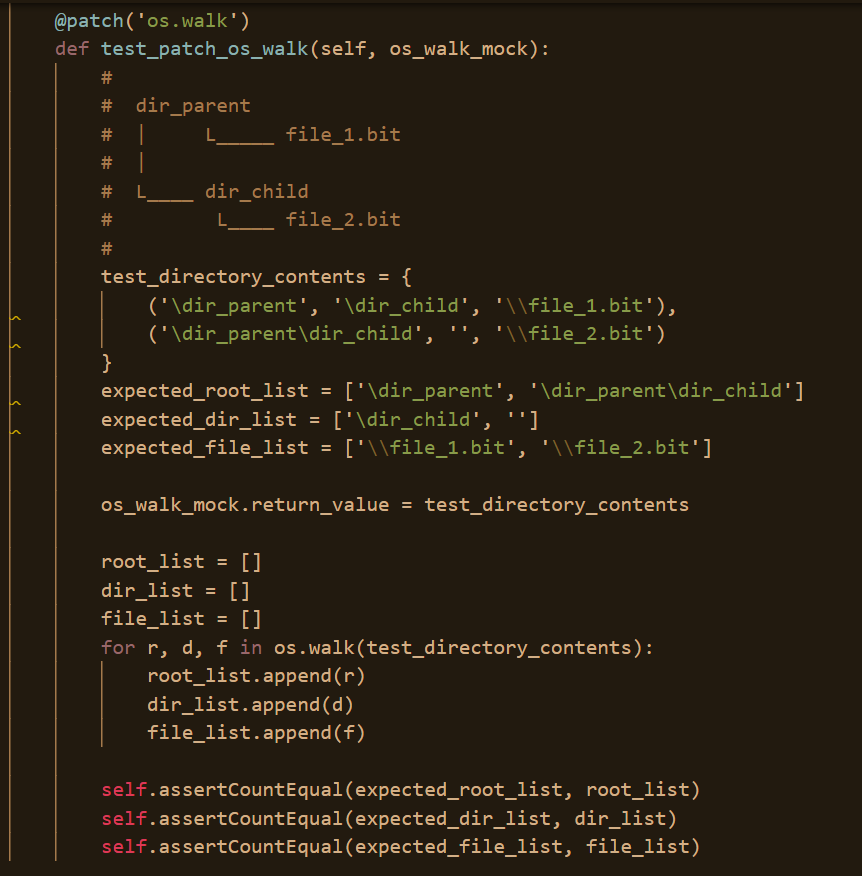 @patch('os.walk')
def test_patch_os_walk(self, os_walk_mock):
    #
    #  dir_parent
    #  |     L_____ file_1.bit
    #  |
    #  L____ dir_child
    #         L____ file_2.bit
    #
    test_directory_contents = {
        ('\dir_parent', '\dir_child', '\\file_1.bit'),
        ('\dir_parent\dir_child', '', '\\file_2.bit')
    }
    expected_root_list = ['\dir_parent', '\dir_parent\dir_child']
    expected_dir_list = ['\dir_child', '']
    expected_file_list = ['\\file_1.bit', '\\file_2.bit']

    os_walk_mock.return_value = test_directory_contents

    root_list = []
    dir_list = []
    file_list = []
    for r, d, f in os.walk(test_directory_contents):
        root_list.append(r)
        dir_list.append(d)
        file_list.append(f)

    self.assertCountEqual(expected_root_list, root_list)
    self.assertCountEqual(expected_dir_list, dir_list)
    self.assertCountEqual(expected_file_list, file_list)